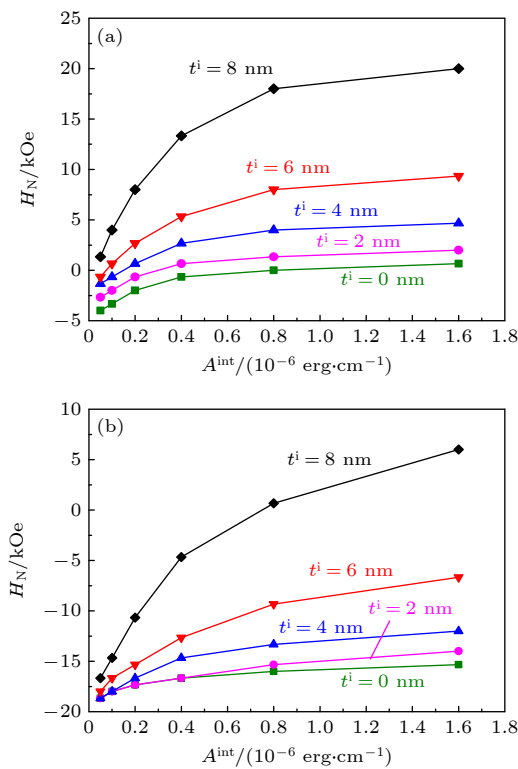 (a)
25
20
15
10
5
0
−5
H_N/kOe
tⁱ = 8 nm
tⁱ = 6 nm
tⁱ = 4 nm
tⁱ = 2 nm
tⁱ = 0 nm
0 0.2 0.4 0.6 0.8 1.0 1.2 1.4 1.6
A^int/(10⁻⁶ erg·cm⁻¹)
(b)
10
5
0
−5
−10
−15
−20
H_N/kOe
tⁱ = 8 nm
tⁱ = 6 nm
tⁱ = 2 nm
tⁱ = 4 nm
tⁱ = 0 nm
0 0.2 0.4 0.6 0.8 1.0 1.2 1.4 1.6
A^int/(10⁻⁶ erg·cm⁻¹)